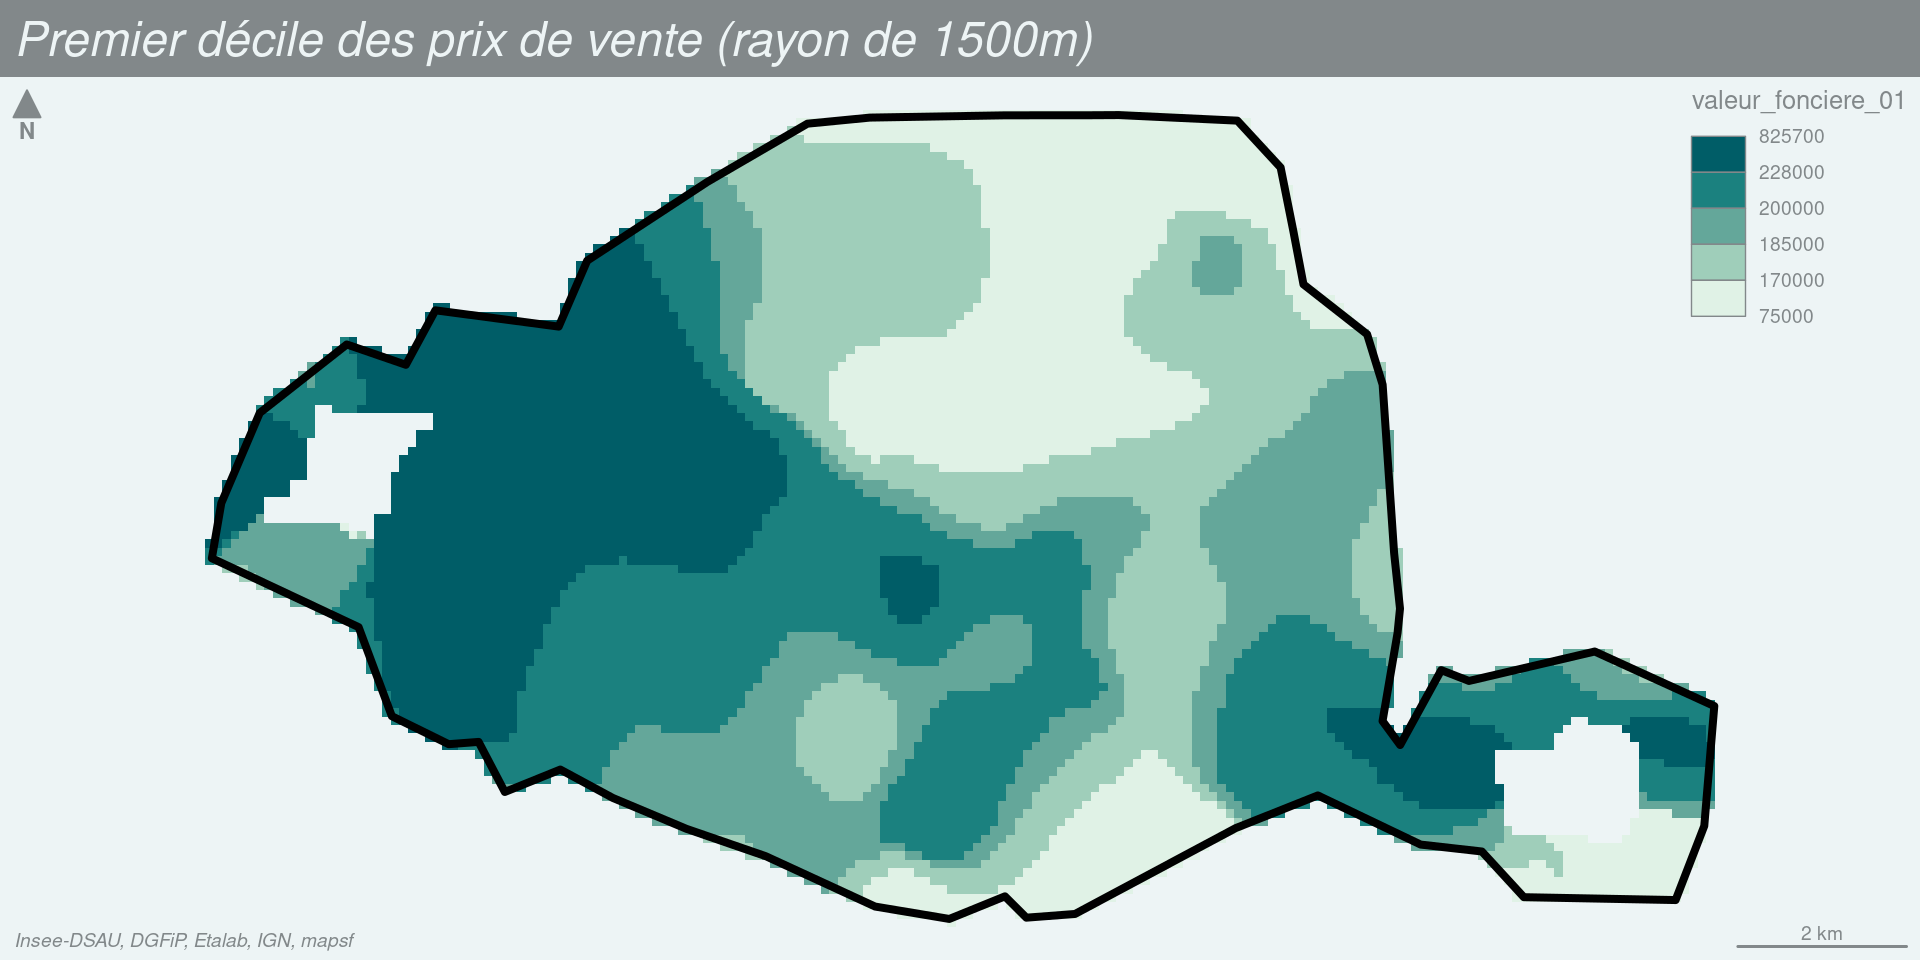 Premier décile des prix de vente (rayon de 1500m)
N
valeur_fonciere_01
825700
228000
200000
185000
170000
75000
Insee-DSAU, DGFiP, Etalab, IGN, mapsf
2 km